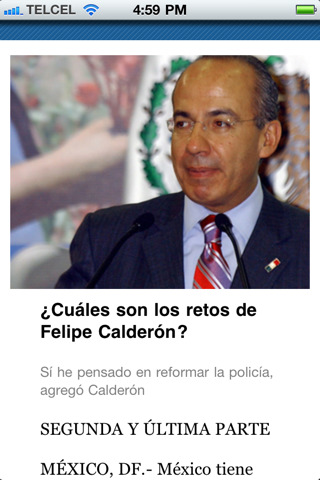 TELCEL 4:59 PM
¿Cuáles son los retos de
Felipe Calderón?
Sí he pensado en reformar la policía,
agregó Calderón
SEGUNDA Y ÚLTIMA PARTE
MÉXICO, DF.- México tiene